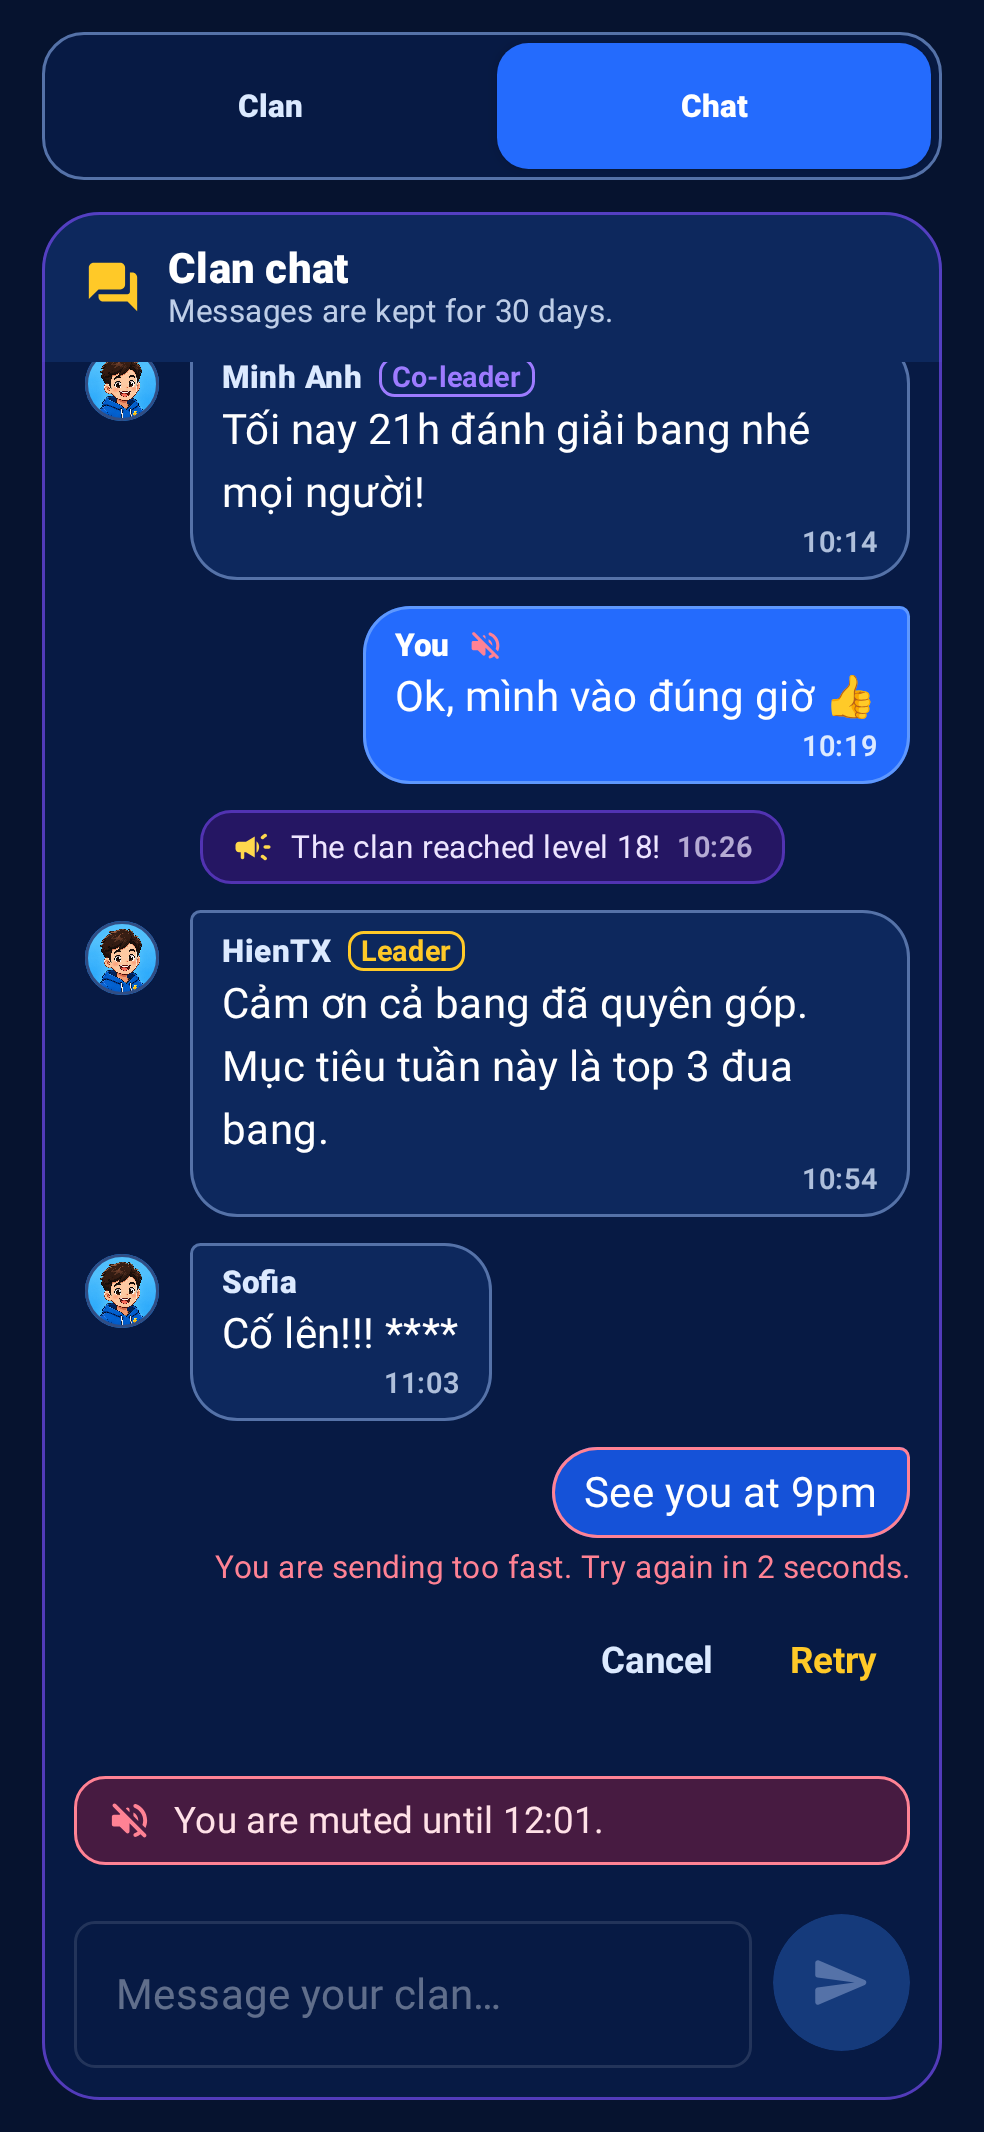 Clan
Chat
Clan chat
Messages are kept for 30 days.
Minh Anh Co-leader
Tối nay 21h đánh giải bang nhé
mọi người!
10:14
You
Ok, mình vào đúng giờ 👍
10:19
The clan reached level 18! 10:26
HienTX Leader
Cảm ơn cả bang đã quyên góp.
Mục tiêu tuần này là top 3 đua
bang.
10:54
Sofia
Cố lên!!! ****
11:03
See you at 9pm
You are sending too fast. Try again in 2 seconds.
Cancel Retry
You are muted until 12:01.
Message your clan...